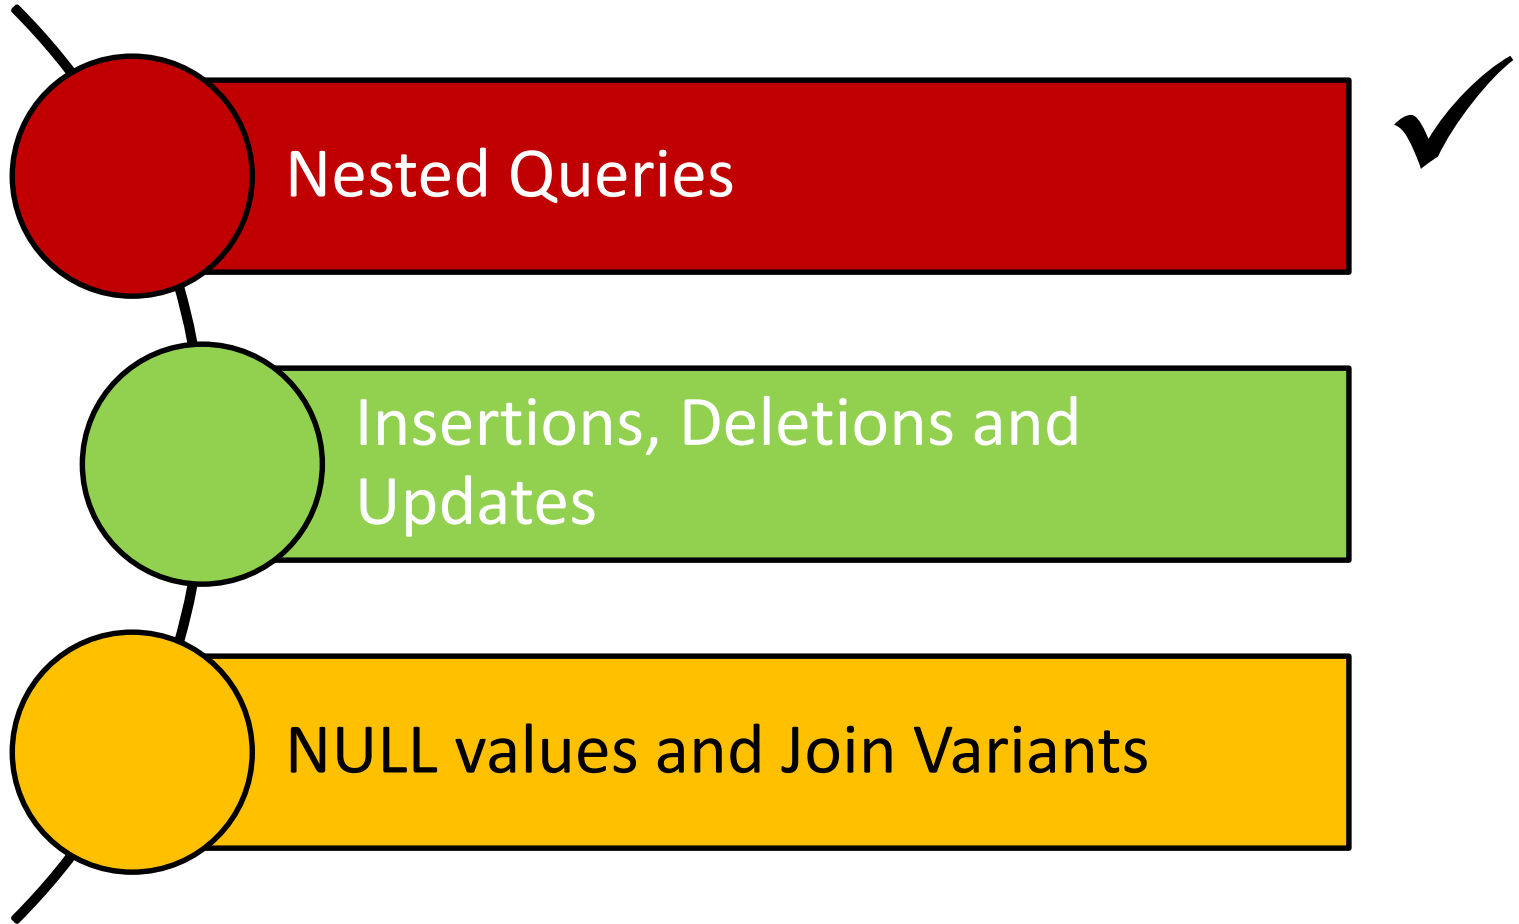 Nested Queries
Insertions, Deletions and
Updates
NULL values and Join Variants